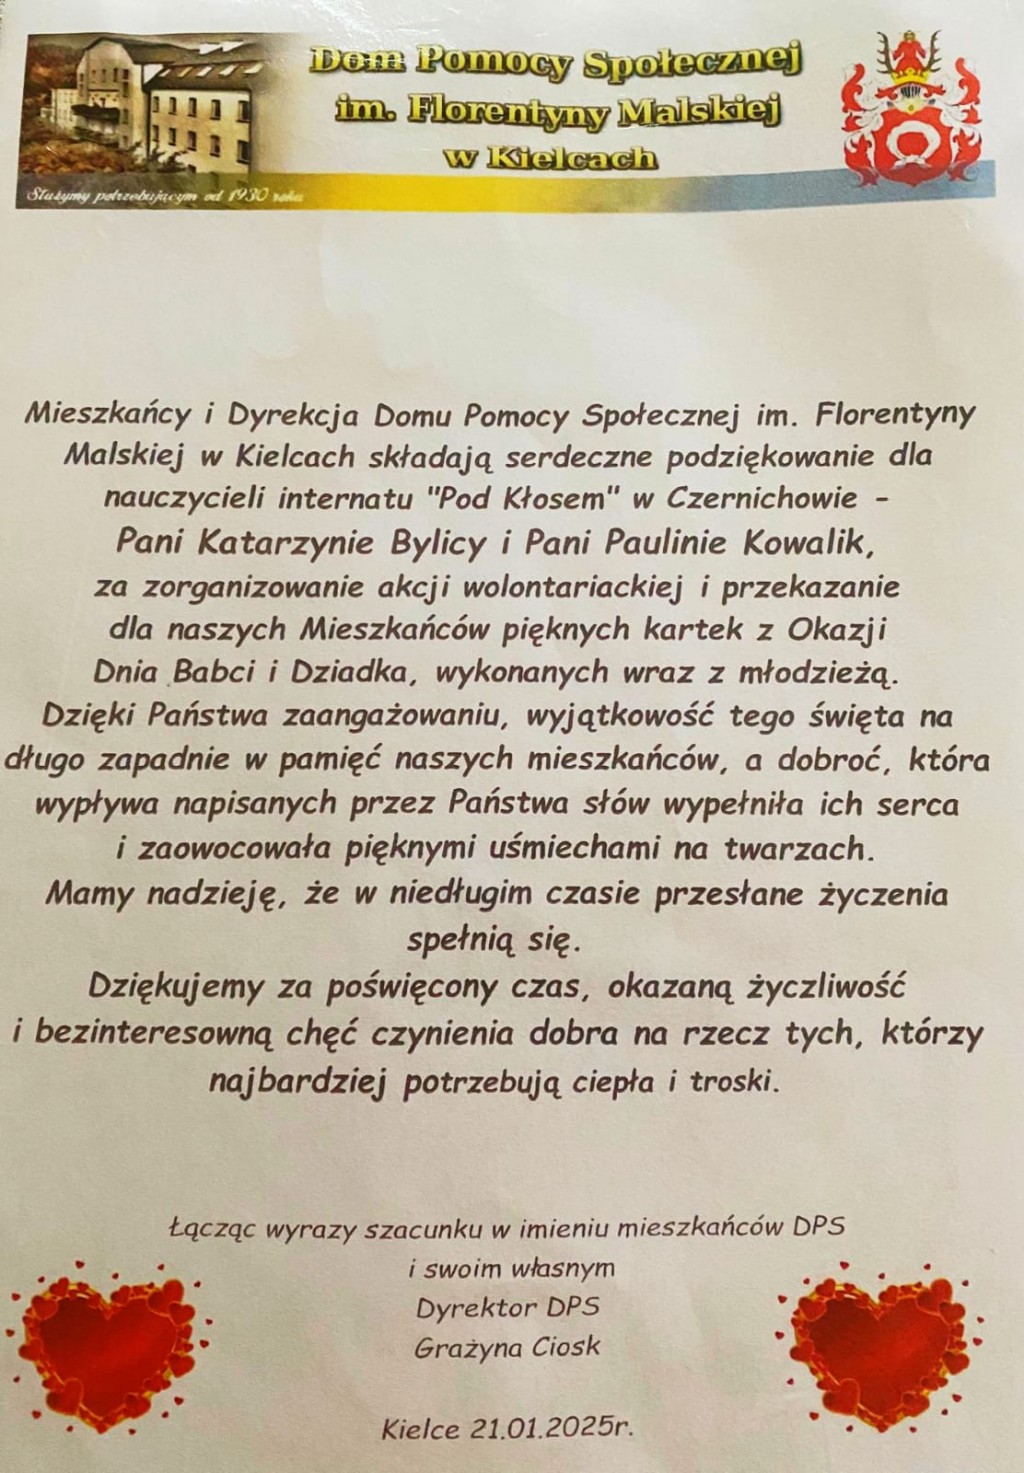 Dom Pomocy Społecznej
im. Florentyny Malskiej
w Kielcach
Służymy potrzebującym od 1930 roku
Mieszkańcy i Dyrekcja Domu Pomocy Społecznej im. Florentyny
Malskiej w Kielcach składają serdeczne podziękowanie dla
nauczycieli internatu "Pod Kłosem" w Czernichowie -
Pani Katarzynie Bylicy i Pani Paulinie Kowalik,
za zorganizowanie akcji wolontariackiej i przekazanie
dla naszych Mieszkańców pięknych kartek z Okazji
Dnia Babci i Dziadka, wykonanych wraz z młodzieżą.
Dzięki Państwa zaangażowaniu, wyjątkowość tego święta na
długo zapadnie w pamięć naszych mieszkańców, a dobroć, która
wypływa napisanych przez Państwa słów wypełniła ich serca
i zaowocowała pięknymi uśmiechami na twarzach.
Mamy nadzieję, że w niedługim czasie przesłane życzenia
spełnią się.
Dziękujemy za poświęcony czas, okazaną życzliwość
i bezinteresowną chęć czynienia dobra na rzecz tych, którzy
najbardziej potrzebują ciepła i troski.
Łącząc wyrazy szacunku w imieniu mieszkańców DPS
i swoim własnym
Dyrektor DPS
Grażyna Ciosk
Kielce 21.01.2025r.